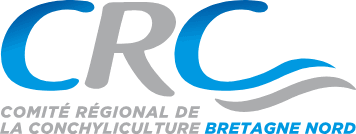 CRC
COMITÉ RÉGIONAL DE
LA CONCHYLICULTURE BRETAGNE NORD